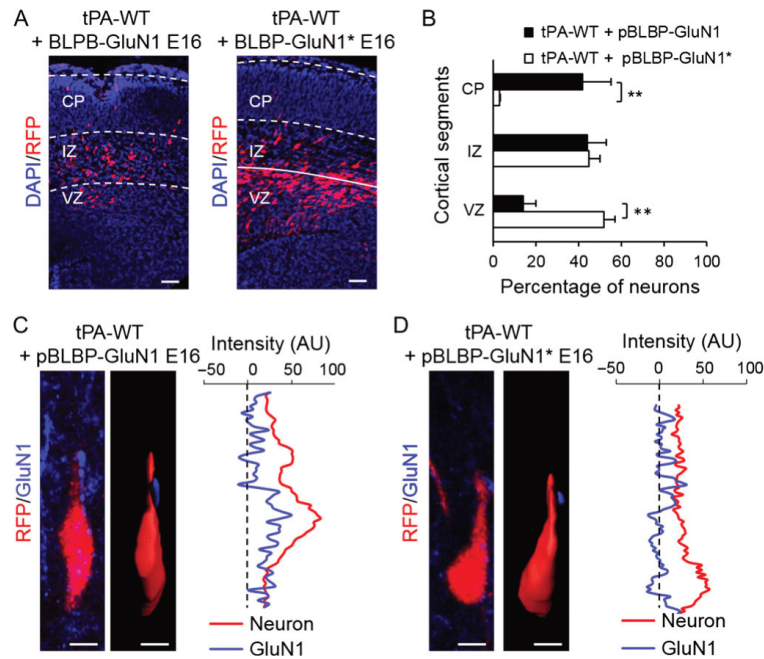 A
tPA-WT
+ BLPB-GluN1 E16
tPA-WT
+ BLBP-GluN1* E16
DAPI/RFP
CP
IZ
VZ
CP
IZ
VZ
B
tPA-WT + pBLBP-GluN1
tPA-WT + pBLBP-GluN1*
Cortical segments
CP
IZ
VZ
**
**
0 20 40 60 80 100
Percentage of neurons
C
tPA-WT
+ pBLBP-GluN1 E16
RFP/GluN1
Intensity (AU)
−50 0 50 100
Neuron
GluN1
D
tPA-WT
+ pBLBP-GluN1* E16
RFP/GluN1
Intensity (AU)
−50 0 50 100
Neuron
GluN1